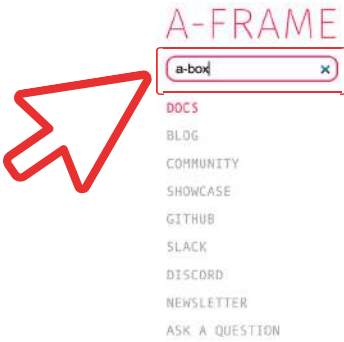 A-FRAME
a-box
DOCS
BLOG
COMMUNITY
SHOWCASE
GITHUB
SLACK
DISCORD
NEWSLETTER
ASK A QUESTION